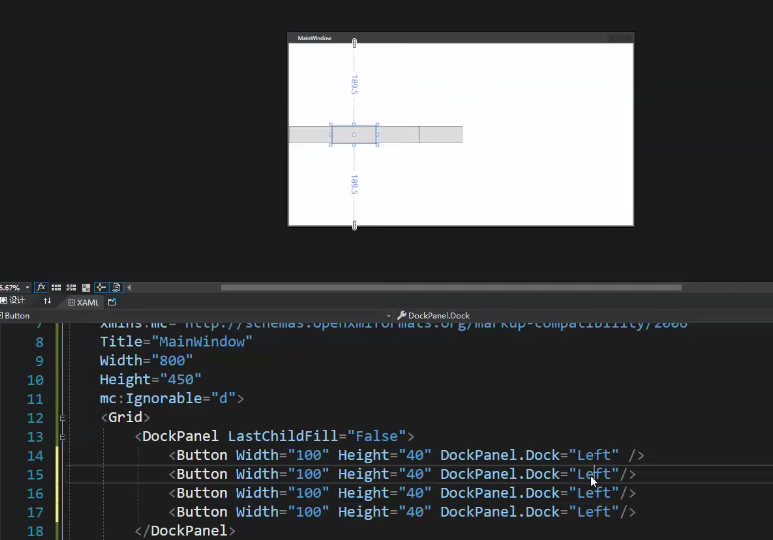 MainWindow
189.5
189.5
5.67%
fx
设计
XAML
Button
DockPanel.Dock
7 xmlns:mc="http://schemas.openxmlformats.org/markup-compatibility/2006"
8 Title="MainWindow"
9 Width="800"
10 Height="450"
11 mc:Ignorable="d">
12 <Grid>
13 <DockPanel LastChildFill="False">
14 <Button Width="100" Height="40" DockPanel.Dock="Left" />
15 <Button Width="100" Height="40" DockPanel.Dock="Left"/>
16 <Button Width="100" Height="40" DockPanel.Dock="Left"/>
17 <Button Width="100" Height="40" DockPanel.Dock="Left"/>
18 </DockPanel>